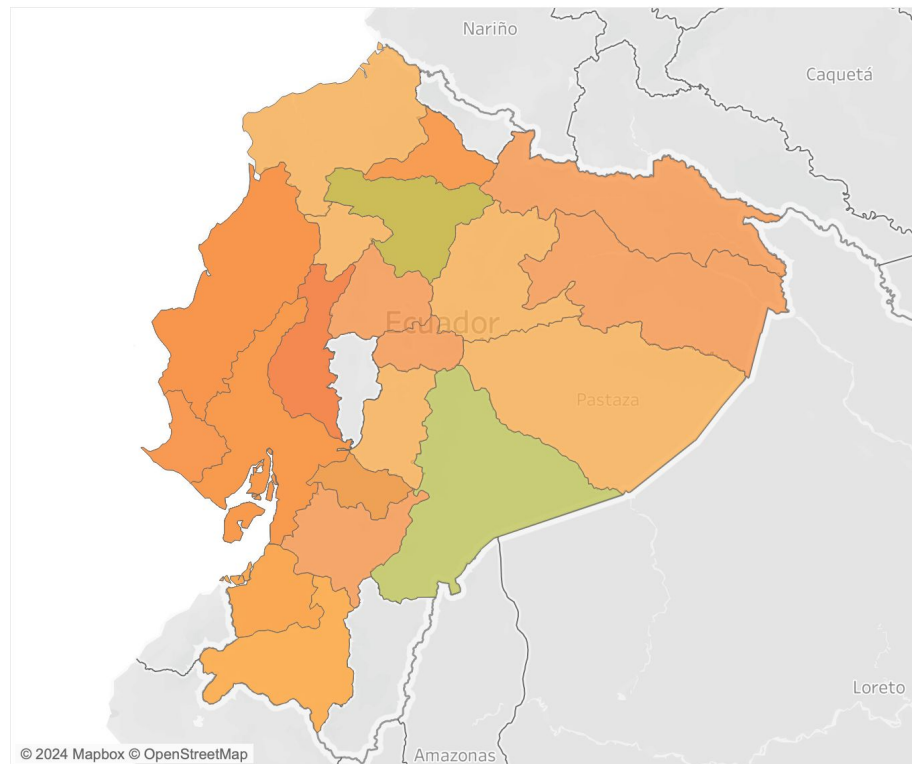 Nariño
Caquetá
Ecuador
Pastaza
Loreto
Amazonas
© 2024 Mapbox © OpenStreetMap